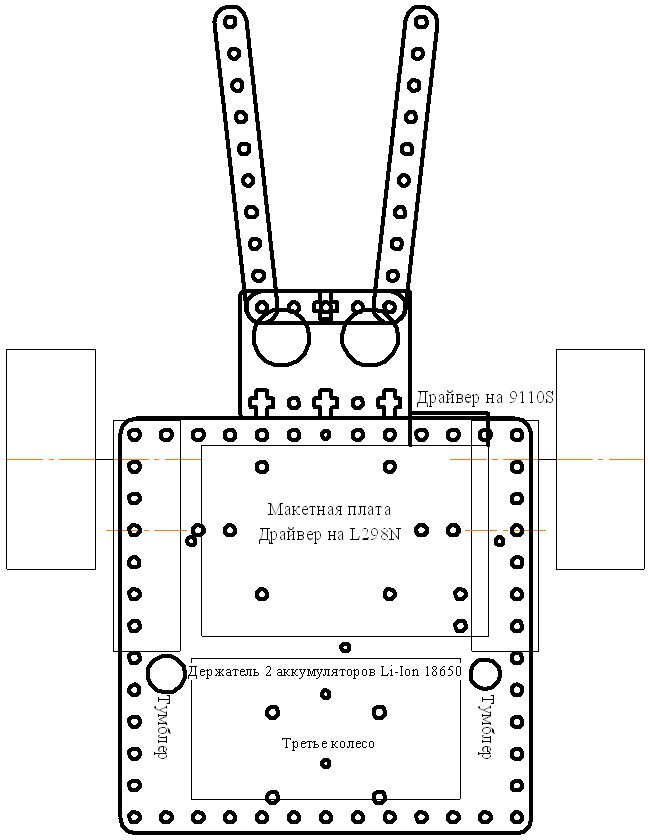 Драйвер на 9110S
Макетная плата
Драйвер на L298N
Держатель 2 аккумуляторов Li-Ion 18650
Тумблер
Тумблер
Третье колесо